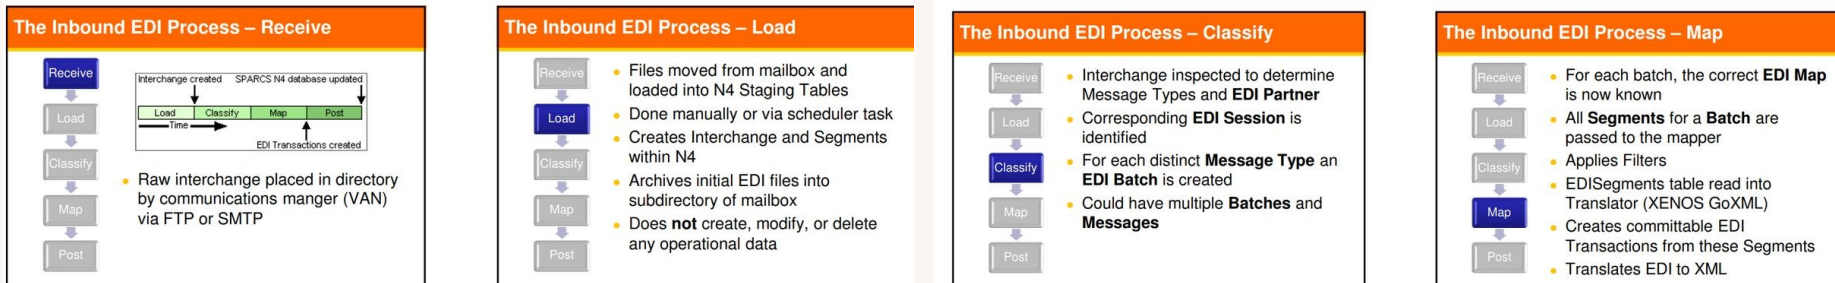 The Inbound EDI Process – Receive
Receive
Load
Classify
Map
Post
Interchange created
SPARCS N4 database updated
Load
Classify
Map
Post
Time
EDI Transactions created
Raw interchange placed in directory
by communications manger (VAN)
via FTP or SMTP
The Inbound EDI Process – Load
Receive
Load
Classify
Map
Post
Files moved from mailbox and
loaded into N4 Staging Tables
Done manually or via scheduler task
Creates Interchange and Segments
within N4
Archives initial EDI files into
subdirectory of mailbox
Does not create, modify, or delete
any operational data
The Inbound EDI Process – Classify
Receive
Load
Classify
Map
Post
Interchange inspected to determine
Message Types and EDI Partner
Corresponding EDI Session is
identified
For each distinct Message Type an
EDI Batch is created
Could have multiple Batches and
Messages
The Inbound EDI Process – Map
Receive
Load
Classify
Map
Post
For each batch, the correct EDI Map
is now known
All Segments for a Batch are
passed to the mapper
Applies Filters
EDISegments table read into
Translator (XENOS GoXML)
Creates committable EDI
Transactions from these Segments
Translates EDI to XML